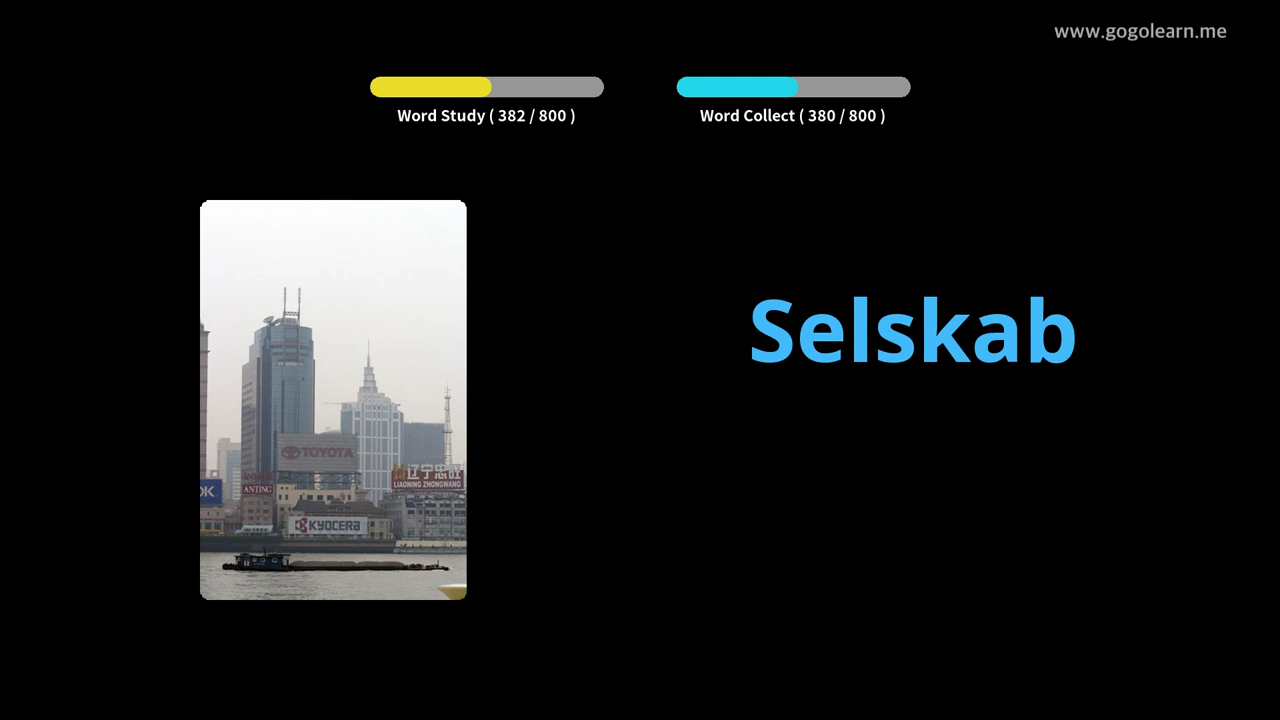 www.gogolearn.me
Word Study ( 382 / 800 )
Word Collect ( 380 / 800 )
Selskab
TOYOTA
辽宁忠旺
LIAONING ZHONGWANG
OK
ANTING
KYOCERA